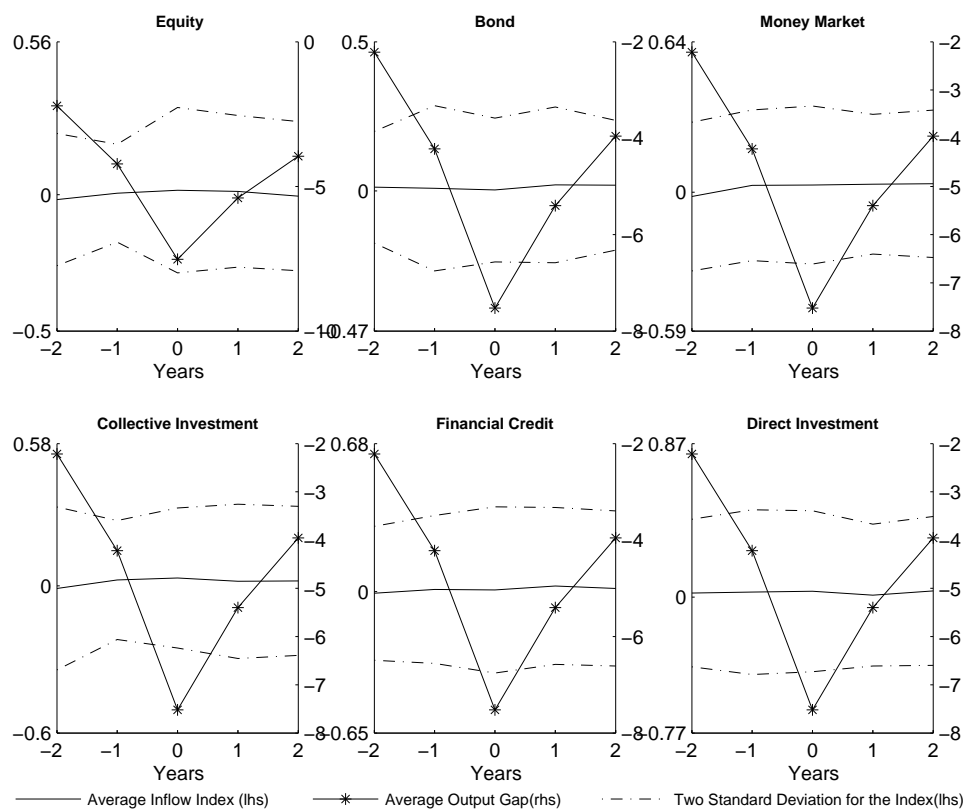 Equity
Bond
Money Market
0.56
0
−0.5
0
−5
−10
−2 −1 0 1 2
Years
0.5
0
−0.47
−2
−4
−6
−8
−2 −1 0 1 2
Years
0.64
0
−0.59
−2
−3
−4
−5
−6
−7
−8
−2 −1 0 1 2
Years
Collective Investment
Financial Credit
Direct Investment
0.58
0
−0.6
−2
−3
−4
−5
−6
−7
−8
−2 −1 0 1 2
Years
0.68
0
−0.65
−2
−4
−6
−8
−2 −1 0 1 2
Years
0.87
0
−0.77
−2
−3
−4
−5
−6
−7
−8
−2 −1 0 1 2
Years
Average Inflow Index (lhs)
Average Output Gap(rhs)
Two Standard Deviation for the Index(lhs)